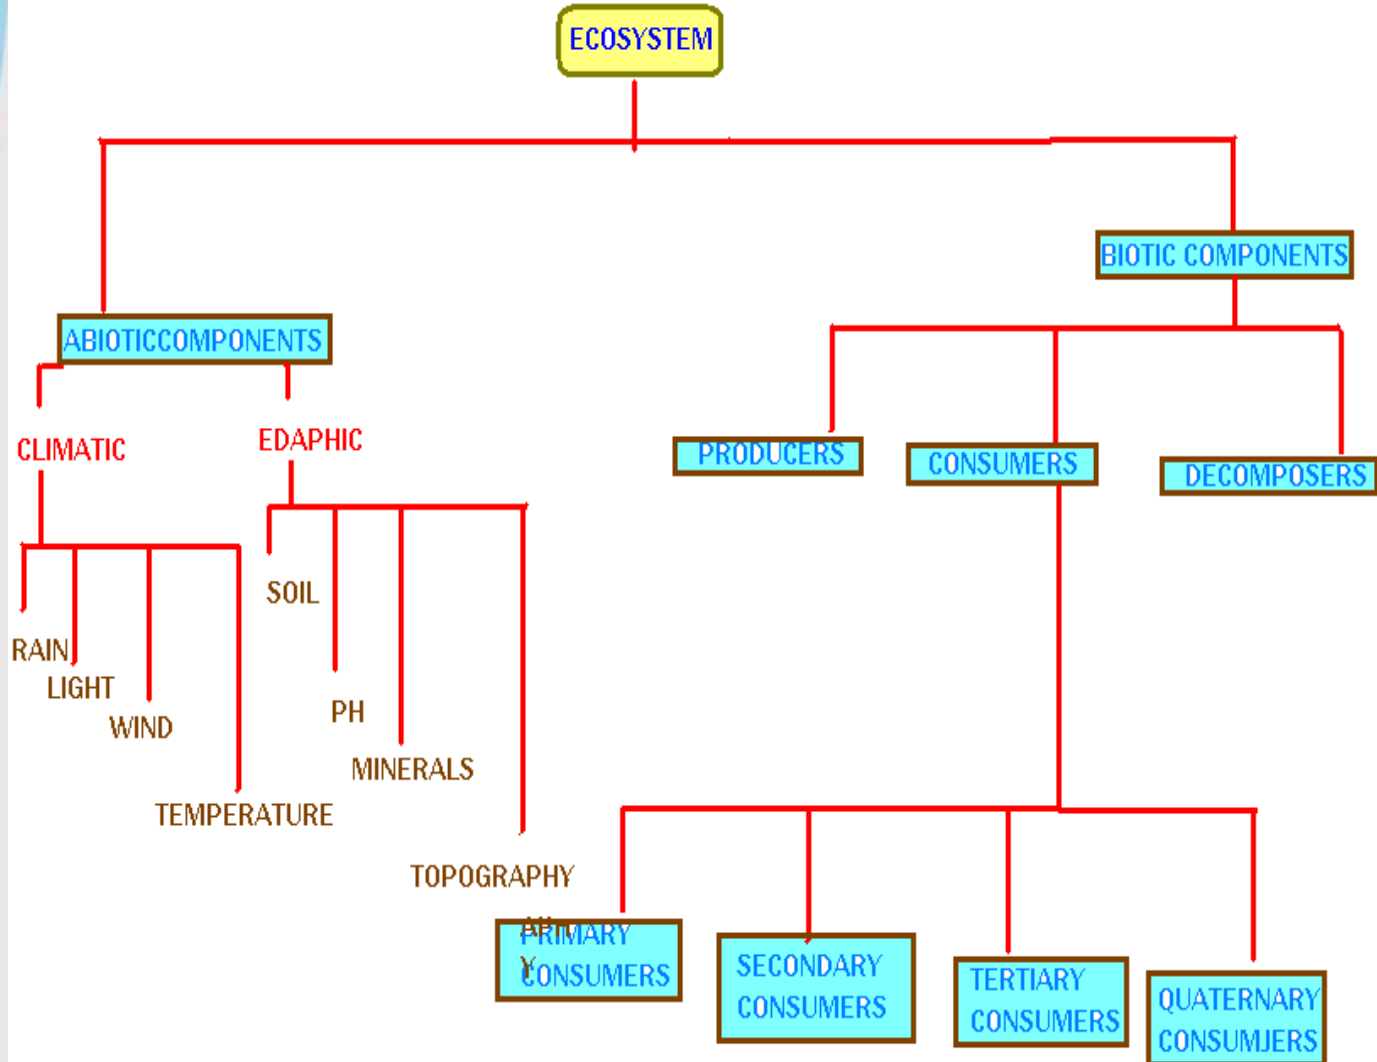 ECOSYSTEM
BIOTIC COMPONENTS
ABIOTICCOMPONENTS
CLIMATIC
EDAPHIC
PRODUCERS
CONSUMERS
DECOMPOSERS
SOIL
RAIN
LIGHT
WIND
PH
MINERALS
TEMPERATURE
TOPOGRAPHY
PRIMARY
Y
CONSUMERS
SECONDARY
CONSUMERS
TERTIARY
CONSUMERS
QUATERNARY
CONSUMJERS